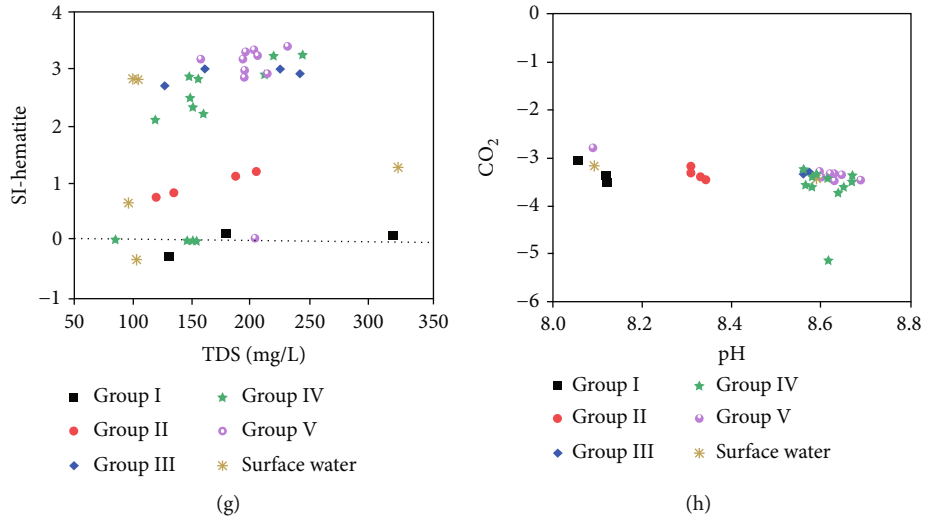 4
3
2
1
0
−1
SI-hematite
50 100 150 200 250 300 350
TDS (mg/L)
Group I Group IV
Group II Group V
Group III Surface water
(g)
0
−1
−2
−3
−4
−5
−6
CO2
8.0 8.2 8.4 8.6 8.8
pH
Group I Group IV
Group II Group V
Group III Surface water
(h)